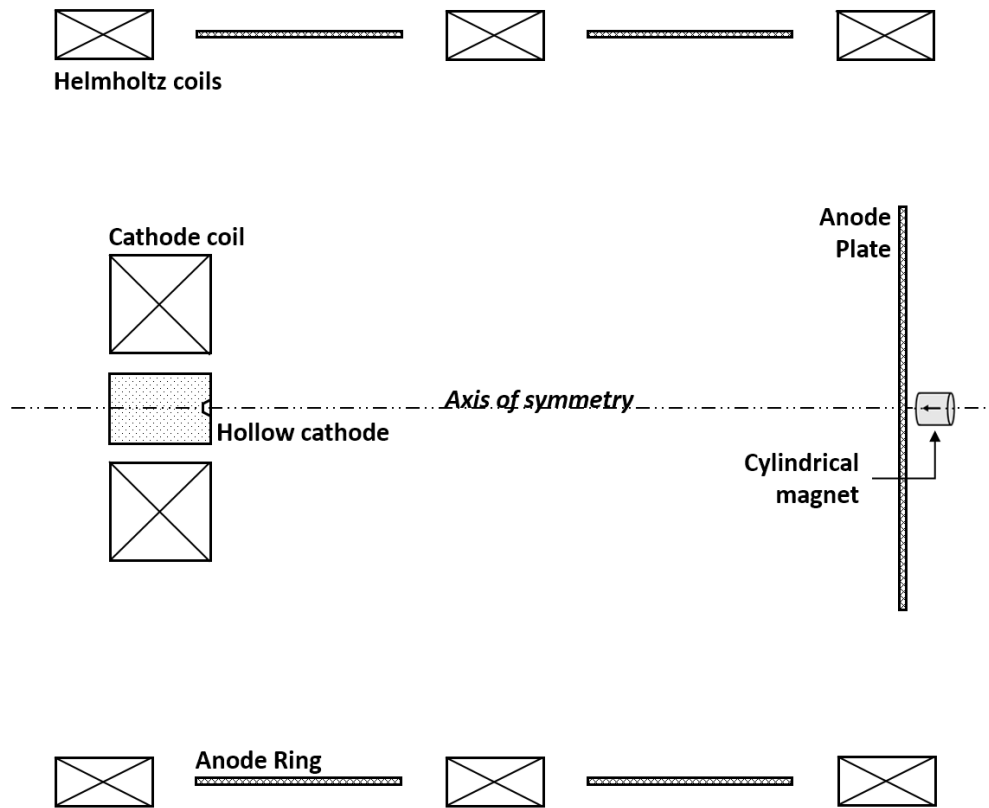 Helmholtz coils
Cathode coil
Anode
Plate
Axis of symmetry
Hollow cathode
Cylindrical
magnet
Anode Ring